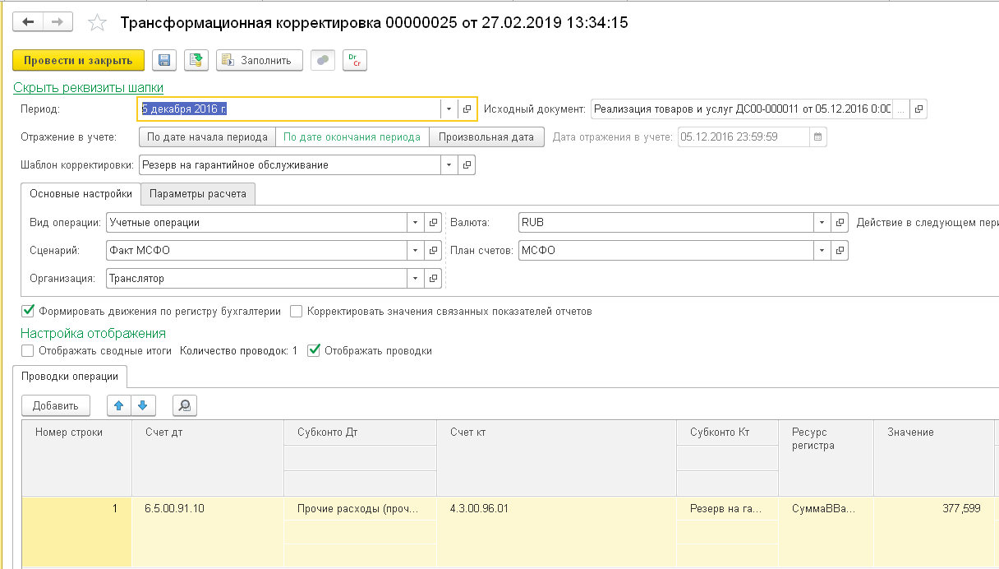 Трансформационная корректировка 00000025 от 27.02.2019 13:34:15
Провести и закрыть Заполнить Dr Cr
Скрыть реквизиты шапки
Период: 5 декабря 2016 г. Исходный документ: Реализация товаров и услуг ДС00-000011 от 05.12.2016 0:00 ...
Отражение в учете: По дате начала периода По дате окончания периода Произвольная дата Дата отражения в учете: 05.12.2016 23:59:59
Шаблон корректировки: Резерв на гарантийное обслуживание
Основные настройки Параметры расчета
Вид операции: Учетные операции Валюта: RUB Действие в следующем пери
Сценарий: Факт МСФО План счетов: МСФО
Организация: Транслятор
Формировать движения по регистру бухгалтерии Корректировать значения связанных показателей отчетов
Настройка отображения
Отображать сводные итоги Количество проводок: 1 Отображать проводки
Проводки операции
Добавить
Номер строки Счет дт Субконто Дт Счет кт Субконто Кт Ресурс регистра Значение
1 6.5.00.91.10 Прочие расходы (проч... 4.3.00.96.01 Резерв на га... СуммаВВа... 377,599